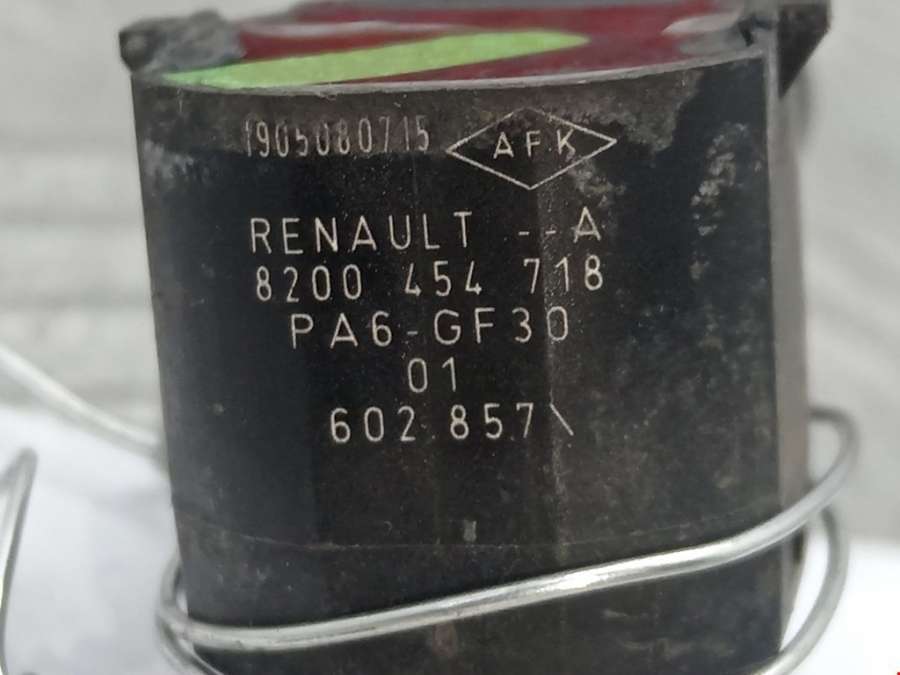 1905080715 AFK
RENAULT --A
8200 454 718
PA6-GF30
01
602.857\